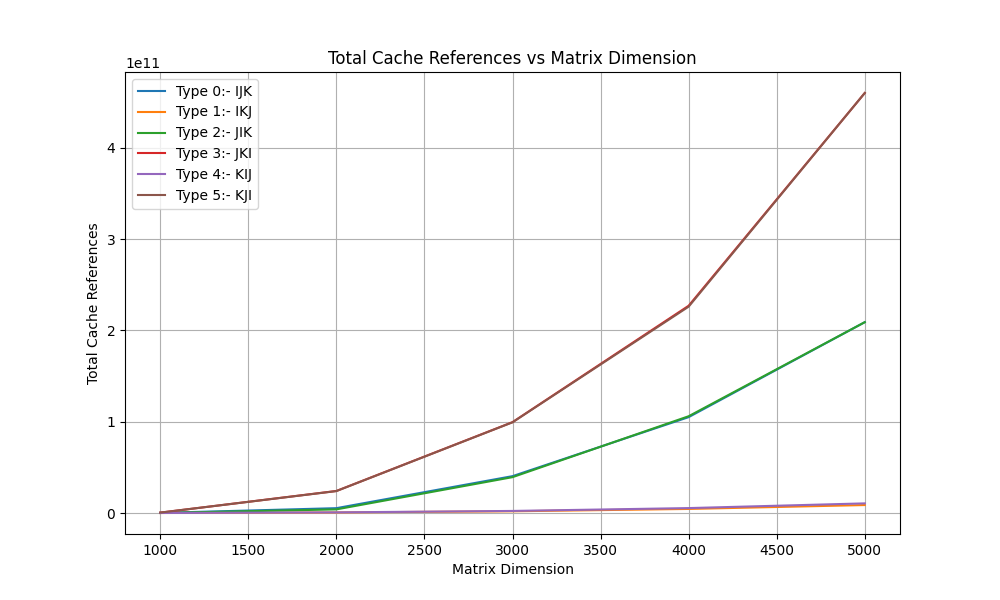 Total Cache References vs Matrix Dimension
1e11
Type 0:- IJK
Type 1:- IKJ
Type 2:- JIK
Type 3:- JKI
Type 4:- KIJ
Type 5:- KJI
4
3
2
1
0
Total Cache References
1000 1500 2000 2500 3000 3500 4000 4500 5000
Matrix Dimension